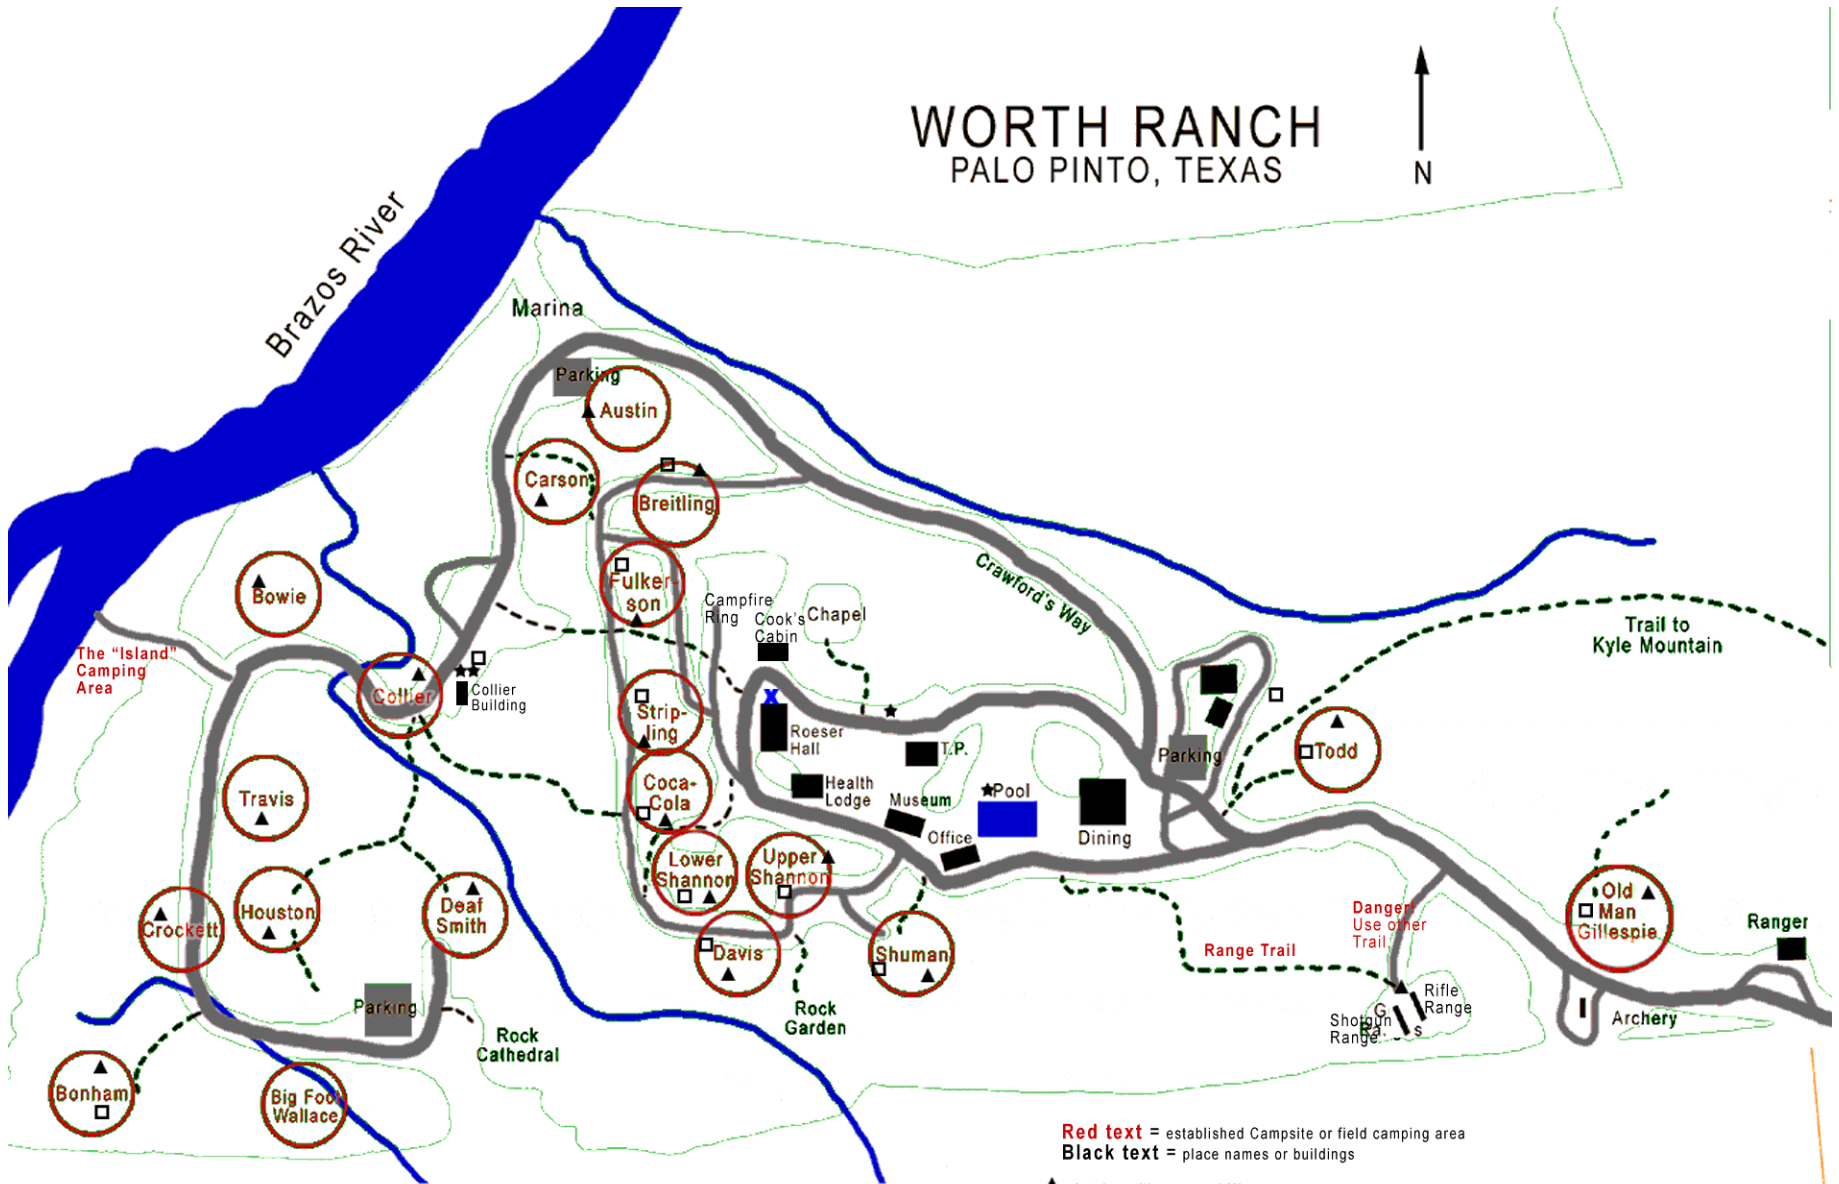 WORTH RANCH
PALO PINTO, TEXAS
N
Brazos River
Marina
Parking
Austin
Carson
Breitling
Bowie
Fulker-
son
Campfire
Ring
Cook's
Cabin
Chapel
Crawford's Way
Trail to
Kyle Mountain
The "Island"
Camping
Area
Collier
Collier
Building
Strip-
ling
X
Roeser
Hall
T.P.
Parking
Todd
Travis
Coca-
Cola
Health
Lodge
Museum
Pool
Office
Dining
Lower
Shannon
Upper
Shannon
Houston
Deaf
Smith
Crockett
Davis
Shuman
Danger!
Use other
Trail
Range Trail
Old
Man
Gillespie
Ranger
Parking
Rock
Cathedral
Rock
Garden
Rifle
Range
G
Shotgun
Range
Ra. s
Archery
Bonham
Big Foot
Wallace
Red text = established Campsite or field camping area
Black text = place names or buildings